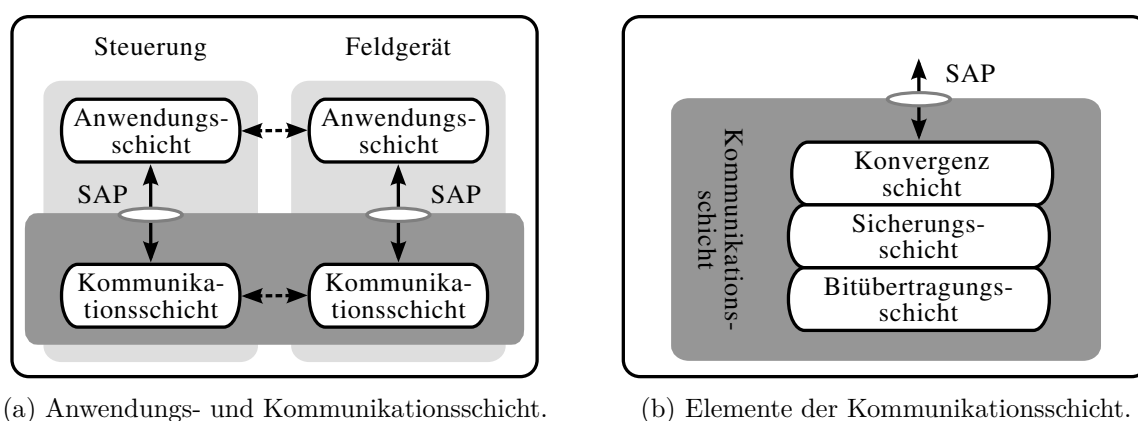 Steuerung
Feldgerät
Anwendungs-
schicht
Anwendungs-
schicht
SAP
SAP
Kommunika-
tionsschicht
Kommunika-
tionsschicht
(a) Anwendungs- und Kommunikationsschicht.
SAP
Kommunikations-
schicht
Konvergenz
schicht
Sicherungs-
schicht
Bitübertragungs-
schicht
(b) Elemente der Kommunikationsschicht.